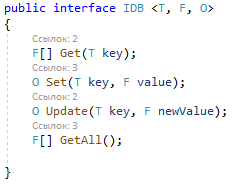 public interface IDB <T, F, O>
{
Ссылок: 2
F[] Get(T key);
Ссылок: 3
O Set(T key, F value);
Ссылок: 2
O Update(T key, F newValue);
Ссылок: 3
F[] GetAll();
}